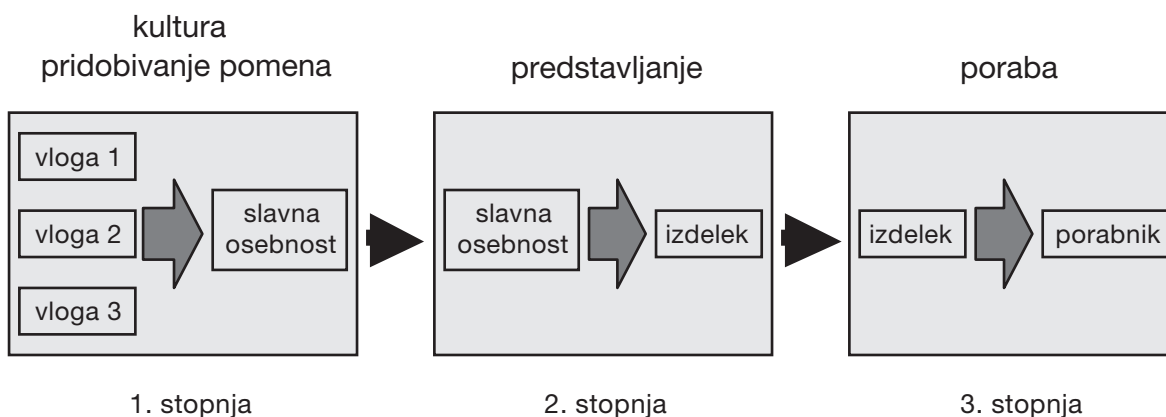 kultura
pridobivanje pomena
predstavljanje
poraba
vloga 1
vloga 2
vloga 3
slavna
osebnost
slavna
osebnost
izdelek
izdelek
porabnik
1. stopnja
2. stopnja
3. stopnja